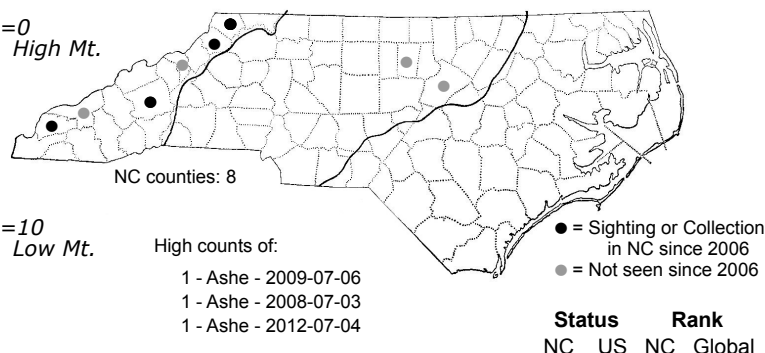 =0
High Mt.
NC counties: 8
=10
Low Mt.
High counts of:
1 - Ashe - 2009-07-06
1 - Ashe - 2008-07-03
1 - Ashe - 2012-07-04
● = Sighting or Collection
in NC since 2006
● = Not seen since 2006
Status Rank
NC US NC Global